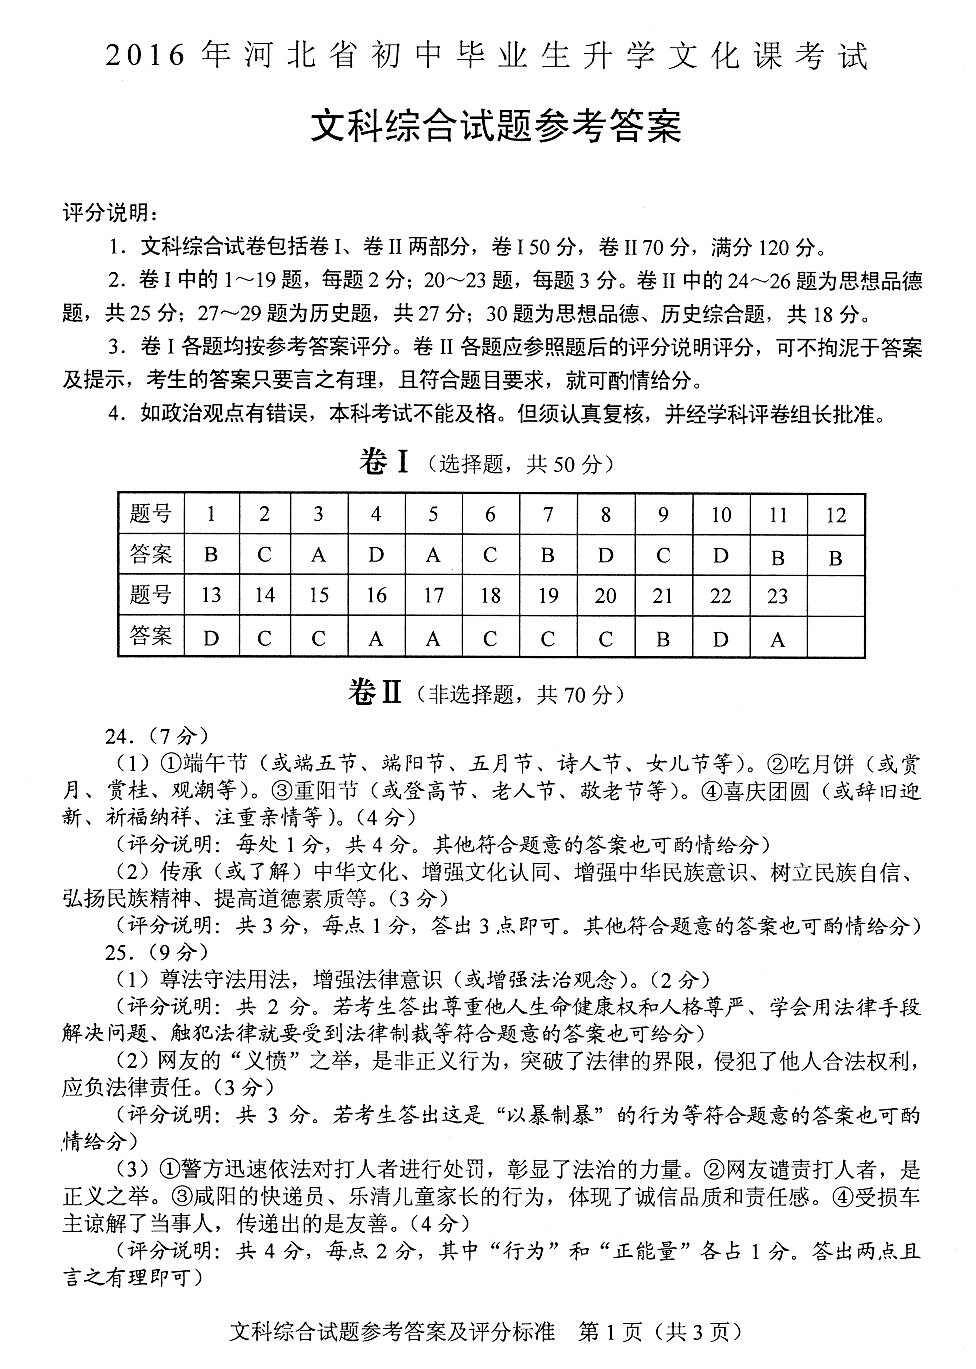 2016年河北省初中毕业生升学文化课考试
文科综合试题参考答案
评分说明：
1．文科综合试卷包括卷Ⅰ、卷Ⅱ两部分，卷Ⅰ50分，卷Ⅱ70分，满分120分。
2．卷Ⅰ中的1～19题，每题2分；20～23题，每题3分。卷Ⅱ中的24～26题为思想品德
题，共25分；27～29题为历史题，共27分；30题为思想品德、历史综合题，共18分。
3．卷Ⅰ各题均按参考答案评分。卷Ⅱ各题应参照题后的评分说明评分，可不拘泥于答案
及提示，考生的答案只要言之有理，且符合题目要求，就可酌情给分。
4．如政治观点有错误，本科考试不能及格。但须认真复核，并经学科评卷组长批准。
卷Ⅰ（选择题，共50分）
题号 1 2 3 4 5 6 7 8 9 10 11 12
答案 B C A D A C B D C D B B
题号 13 14 15 16 17 18 19 20 21 22 23
答案 D C C A A C C C B D A
卷Ⅱ（非选择题，共70分）
24．（7分）
（1）①端午节（或端五节、端阳节、五月节、诗人节、女儿节等）。②吃月饼（或赏
月、赏桂、观潮等）。③重阳节（或登高节、老人节、敬老节等）。④喜庆团圆（或辞旧迎
新、祈福纳祥、注重亲情等）。（4分）
（评分说明：每处1分，共4分。其他符合题意的答案也可酌情给分）
（2）传承（或了解）中华文化、增强文化认同、增强中华民族意识、树立民族自信、
弘扬民族精神、提高道德素质等。（3分）
（评分说明：共3分，每点1分，答出3点即可。其他符合题意的答案也可酌情给分）
25．（9分）
（1）尊法守法用法，增强法律意识（或增强法治观念）。（2分）
（评分说明：共2分。若考生答出尊重他人生命健康权和人格尊严、学会用法律手段
解决问题、触犯法律就要受到法律制裁等符合题意的答案也可给分）
（2）网友的“义愤”之举，是非正义行为，突破了法律的界限，侵犯了他人合法权利，
应负法律责任。（3分）
（评分说明：共3分。若考生答出这是“以暴制暴”的行为等符合题意的答案也可酌
情给分）
（3）①警方迅速依法对打人者进行处罚，彰显了法治的力量。②网友谴责打人者，是
正义之举。③咸阳的快递员、乐清儿童家长的行为，体现了诚信品质和责任感。④受损车
主谅解了当事人，传递出的是友善。（4分）
（评分说明：共4分，每点2分，其中“行为”和“正能量”各占1分。答出两点且
言之有理即可）
文科综合试题参考答案及评分标准 第1页（共3页）